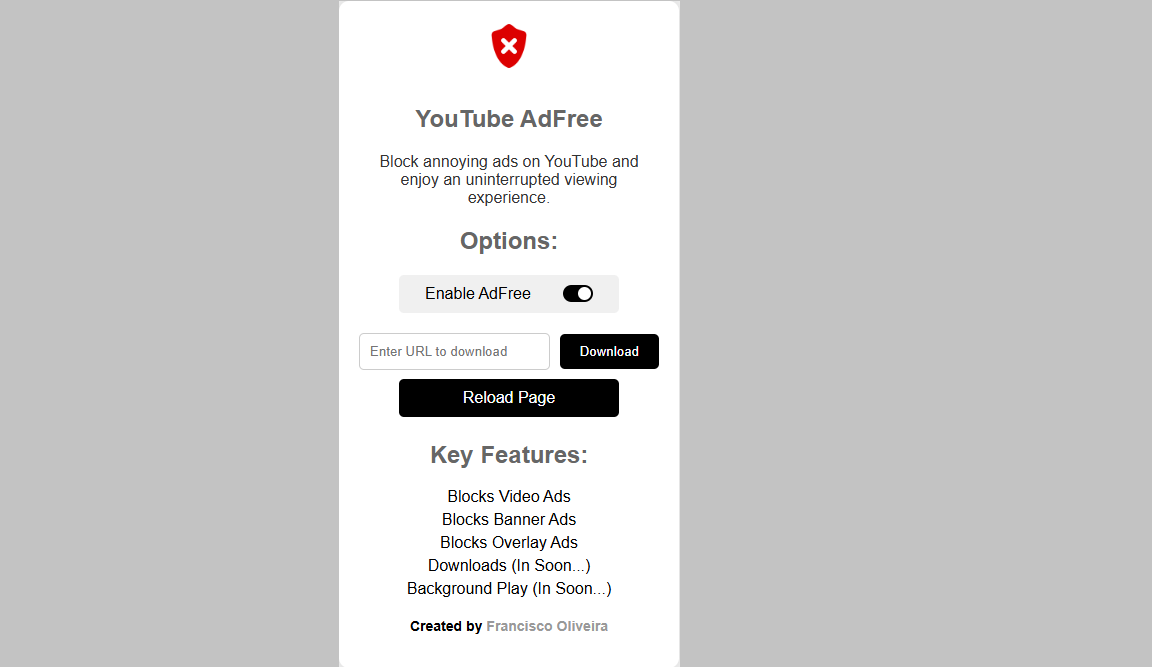 YouTube AdFree
Block annoying ads on YouTube and
enjoy an uninterrupted viewing
experience.
Options:
Enable AdFree
Enter URL to download
Download
Reload Page
Key Features:
Blocks Video Ads
Blocks Banner Ads
Blocks Overlay Ads
Downloads (In Soon...)
Background Play (In Soon...)
Created by Francisco Oliveira